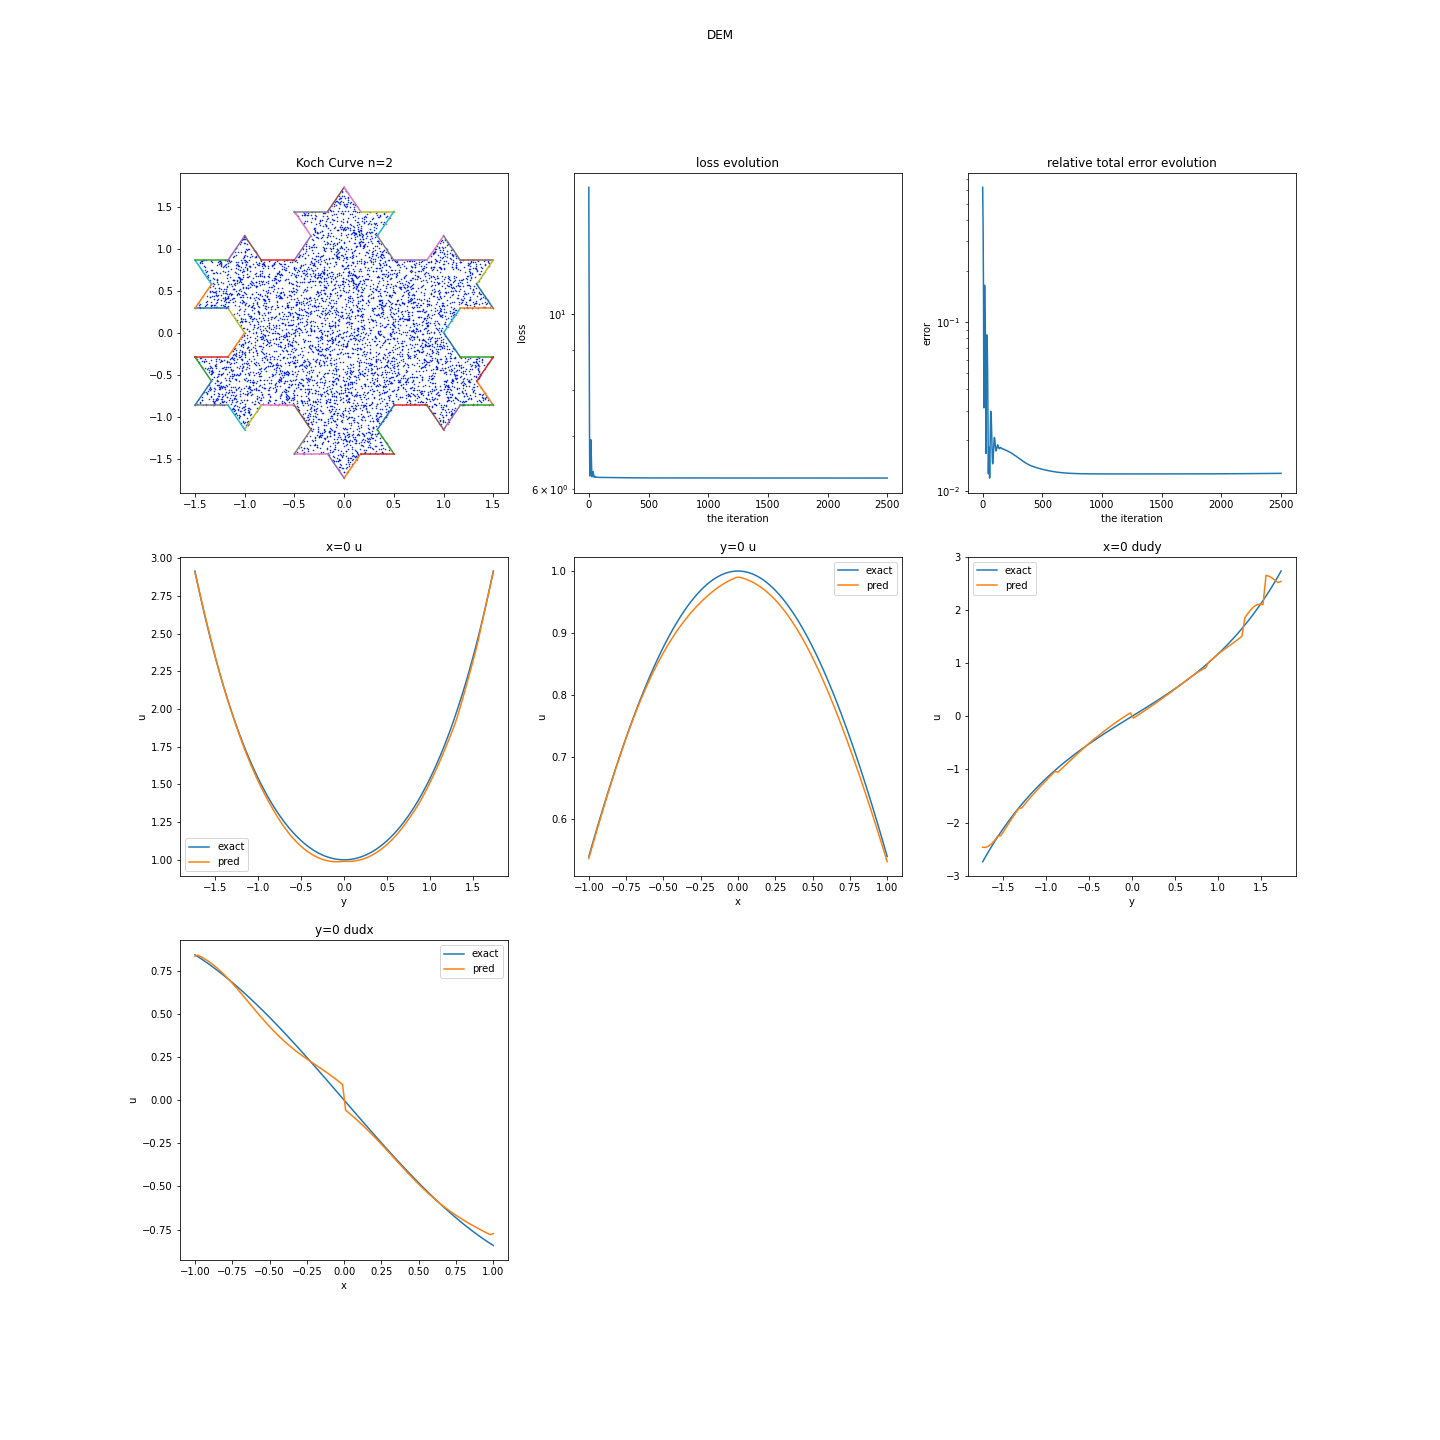 DEM
Koch Curve n=2
1.5
1.0
0.5
0.0
−0.5
−1.0
−1.5
−1.5 −1.0 −0.5 0.0 0.5 1.0 1.5
loss evolution
loss
10¹
6 × 10⁰
0 500 1000 1500 2000 2500
the iteration
relative total error evolution
error
10⁻¹
10⁻²
0 500 1000 1500 2000 2500
the iteration
x=0 u
u
3.00
2.75
2.50
2.25
2.00
1.75
1.50
1.25
1.00
exact
pred
−1.5 −1.0 −0.5 0.0 0.5 1.0 1.5
y
y=0 u
u
1.0
0.9
0.8
0.7
0.6
exact
pred
−1.00 −0.75 −0.50 −0.25 0.00 0.25 0.50 0.75 1.00
x
x=0 dudy
u
3
2
1
0
−1
−2
−3
exact
pred
−1.5 −1.0 −0.5 0.0 0.5 1.0 1.5
y
y=0 dudx
u
0.75
0.50
0.25
0.00
−0.25
−0.50
−0.75
exact
pred
−1.00 −0.75 −0.50 −0.25 0.00 0.25 0.50 0.75 1.00
x